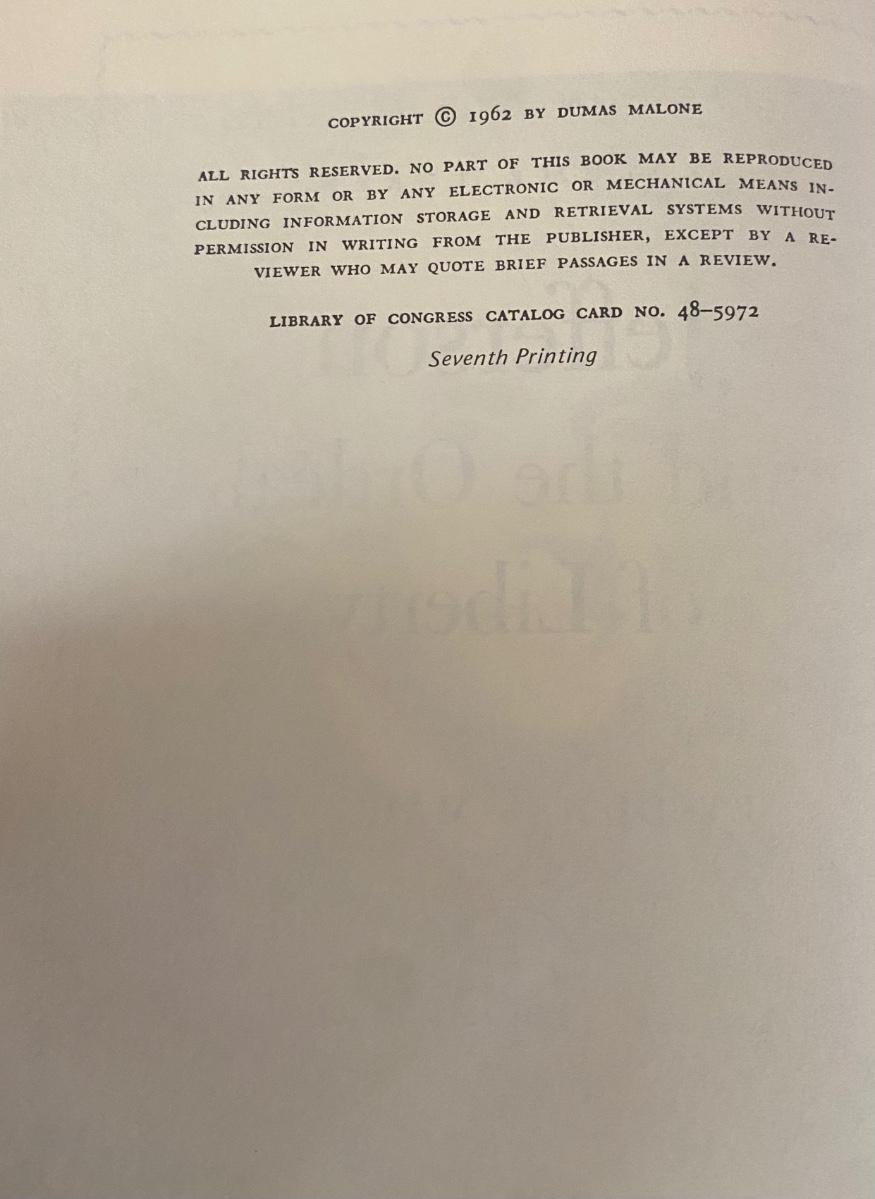 COPYRIGHT © 1962 BY DUMAS MALONE
ALL RIGHTS RESERVED. NO PART OF THIS BOOK MAY BE REPRODUCED
IN ANY FORM OR BY ANY ELECTRONIC OR MECHANICAL MEANS IN-
CLUDING INFORMATION STORAGE AND RETRIEVAL SYSTEMS WITHOUT
PERMISSION IN WRITING FROM THE PUBLISHER, EXCEPT BY A RE-
VIEWER WHO MAY QUOTE BRIEF PASSAGES IN A REVIEW.
LIBRARY OF CONGRESS CATALOG CARD NO. 48–5972
Seventh Printing